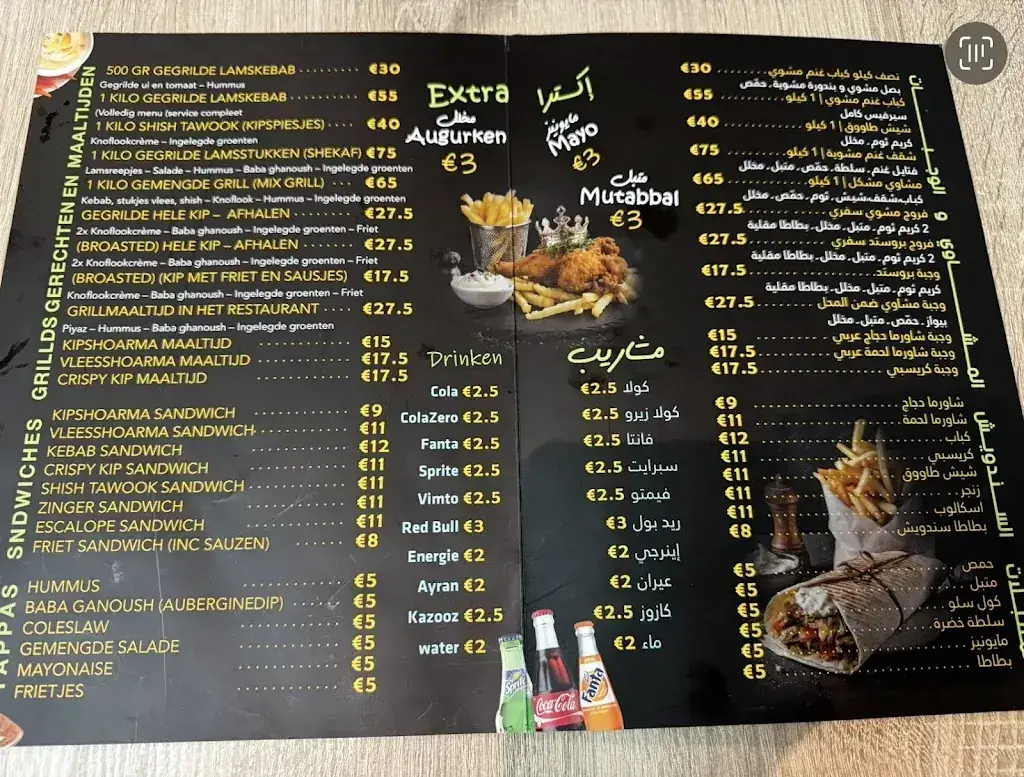 GRILLDS GERECHTEN EN MAALTIJDEN
500 GR GEGRILDE LAMSKEBAB ········ €30
Gegrilde ui en tomaat – Hummus
1 KILO GEGRILDE LAMSKEBAB ········ €55
(Volledig menu (service compleet
1 KILO SHISH TAWOOK (KIPSPIESJES) ···· €40
Knoflookcrème – Ingelegde groenten
1 KILO GEGRILDE LAMSSTUKKEN (SHEKAF) €75
Lamsreepjes – Salade – Hummus – Baba ghanoush – Ingelegde groenten
1 KILO GEMENGDE GRILL (MIX GRILL) ··· €65
Kebab, stukjes vlees, shish – Knoflook – Hummus – Ingelegde groenten
GEGRILDE HELE KIP – AFHALEN ······ €27.5
2x Knoflookcrème – Baba ghanoush – Ingelegde groenten – Friet
(BROASTED) HELE KIP – AFHALEN ······ €27.5
2x Knoflookcrème – Baba ghanoush – Ingelegde groenten – Friet
(BROASTED) (KIP MET FRIET EN SAUSJES) €17.5
Knoflookcrème – Baba ghanoush – Ingelegde groenten – Friet
GRILLMAALTIJD IN HET RESTAURANT ···· €27.5
Piyaz – Hummus – Baba ghanoush – Ingelegde groenten
KIPSHOARMA MAALTIJD ·········· €15
VLEESSHOARMA MAALTIJD ·········· €17.5
CRISPY KIP MAALTIJD ·········· €17.5
SNDWICHES
KIPSHOARMA SANDWICH ·········· €9
VLEESSHOARMA SANDWICH ·········· €11
KEBAB SANDWICH ·········· €12
CRISPY KIP SANDWICH ·········· €11
SHISH TAWOOK SANDWICH ·········· €11
ZINGER SANDWICH ·········· €11
ESCALOPE SANDWICH ·········· €11
FRIET SANDWICH (INC SAUZEN) ·········· €8
TAPPAS
HUMMUS ·········· €5
BABA GANOUSH (AUBERGINEDIP) ·········· €5
COLESLAW ·········· €5
GEMENGDE SALADE ·········· €5
MAYONAISE ·········· €5
FRIETJES ·········· €5
Extra
مخلل
Augurken
€3
Drinken
Cola €2.5
ColaZero €2.5
Fanta €2.5
Sprite €2.5
Vimto €2.5
Red Bull €3
Energie €2
Ayran €2
Kazooz €2.5
water €2
إكسترا
مايونيز
Mayo
€3
متبل
Mutabbal
€3
مشاريب
كولا €2.5
كولا زيرو €2.5
فانتا €2.5
سبرايت €2.5
فيمتو €2.5
ريد بول €3
إينرجي €2
عيران €2
كازوز €2.5
ماء €2
Sprite
Coca-Cola
Fanta
نصف كيلو كباب غنم مشوي ······ €30
بصل مشوي و بندورة مشوية . حمّص
كباب غنم مشوي | 1 كيلو ······ €55
سيرفيس كامل
شيش طاووق | 1 كيلو ······ €40
كريم ثوم . مخلل
شقف غنم مشوية | 1 كيلو ······ €75
فتايل غنم . سلطة . حمّص . متبل . مخلل
مشاوي مشكل | 1 كيلو ······ €65
كباب.شقف.شيش . ثوم . حمّص . مخلل
فروج مشوي سفري ······ €27.5
2 كريم ثوم . متبل . مخلل . بطاطا مقلية
فروج بروستد سفري ······ €27.5
2 كريم ثوم . متبل . مخلل . بطاطا مقلية
وجبة بروستد ······ €17.5
كريم ثوم . متبل . مخلل . بطاطا مقلية
وجبة مشاوي ضمن المحل ······ €27.5
بيواز . حمّص . متبل . مخلل
وجبة شاورما دجاج عربي ······ €15
وجبة شاورما لحمة عربي ······ €17.5
وجبة كريسبي ······ €17.5
شاورما دجاج ·········· €9
شاورما لحمة ·········· €11
كباب ·········· €12
كريسبي ·········· €11
شيش طاووق ·········· €11
زنجر ·········· €11
اسكالوب ·········· €11
بطاطا سندويش ·········· €8
حمص ·········· €5
متبل ·········· €5
كول سلو ·········· €5
سلطة خضرة ·········· €5
مايونيز ·········· €5
بطاطا ·········· €5